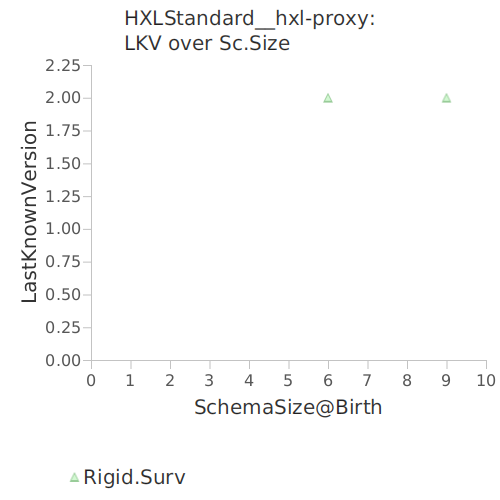 HXLStandard__hxl-proxy:
LKV over Sc.Size
LastKnownVersion
2.25
2.00
1.75
1.50
1.25
1.00
0.75
0.50
0.25
0.00
0 1 2 3 4 5 6 7 8 9 10
SchemaSize@Birth
Rigid.Surv